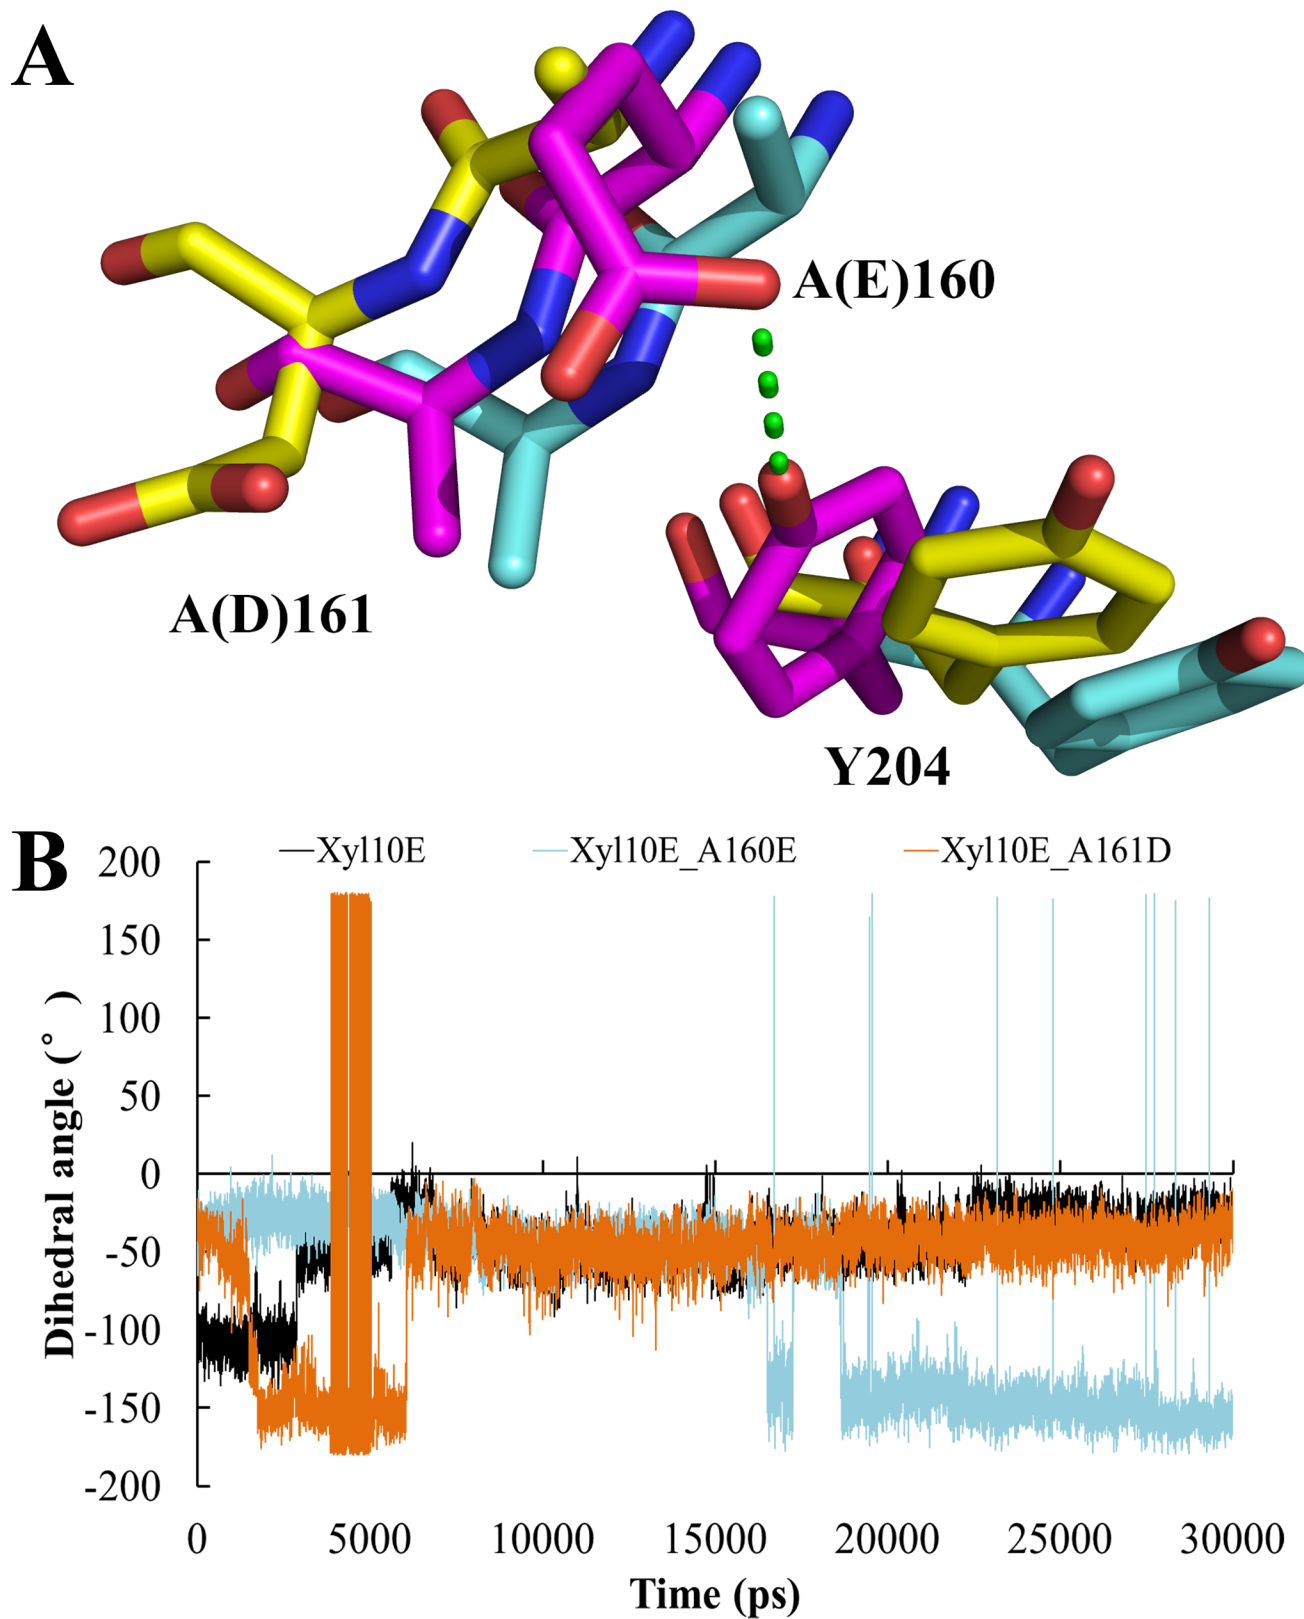 A
A(E)160
A(D)161
Y204
B
Xyl10E
Xyl10E_A160E
Xyl10E_A161D
Dihedral angle (°)
200
150
100
50
0
-50
-100
-150
-200
0 5000 10000 15000 20000 25000 30000
Time (ps)